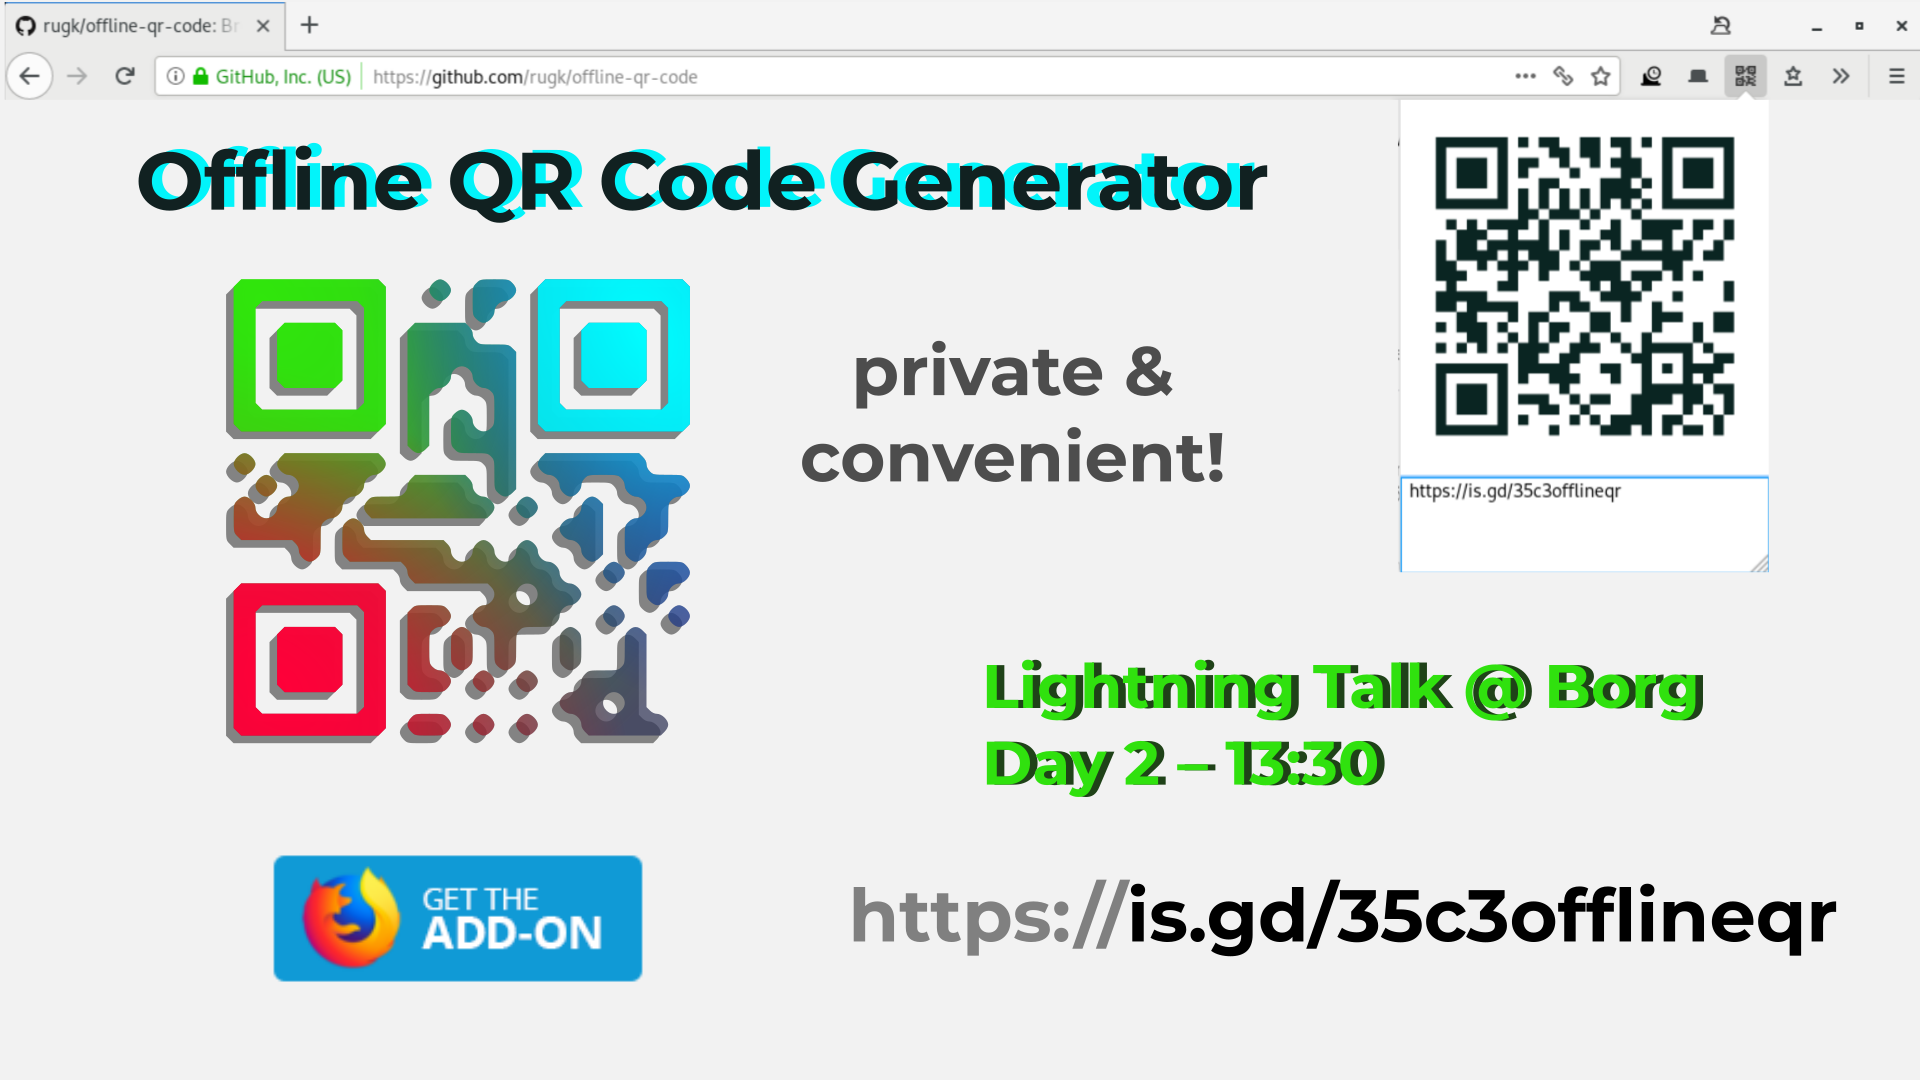 rugk/offline-qr-code: Br
GitHub, Inc. (US)
https://github.com/rugk/offline-qr-code
Offline QR Code Generator
private &
convenient!
https://is.gd/35c3offlineqr
Lightning Talk @ Borg
Day 2 – 13:30
GET THE
ADD-ON
https://is.gd/35c3offlineqr